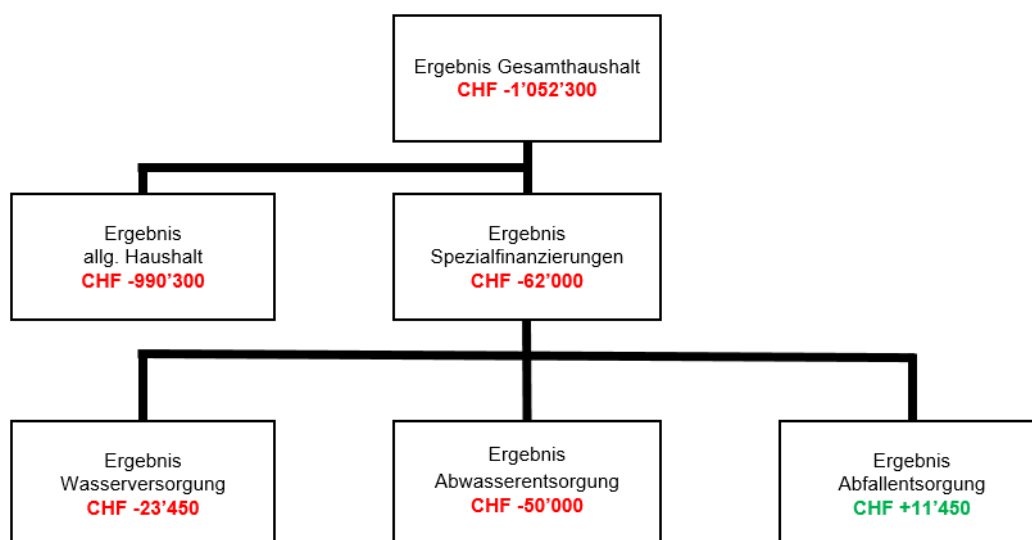 Ergebnis Gesamthaushalt
CHF -1’052’300
Ergebnis
allg. Haushalt
CHF -990’300
Ergebnis
Spezialfinanzierungen
CHF -62’000
Ergebnis
Wasserversorgung
CHF -23’450
Ergebnis
Abwasserentsorgung
CHF -50’000
Ergebnis
Abfallentsorgung
CHF +11’450